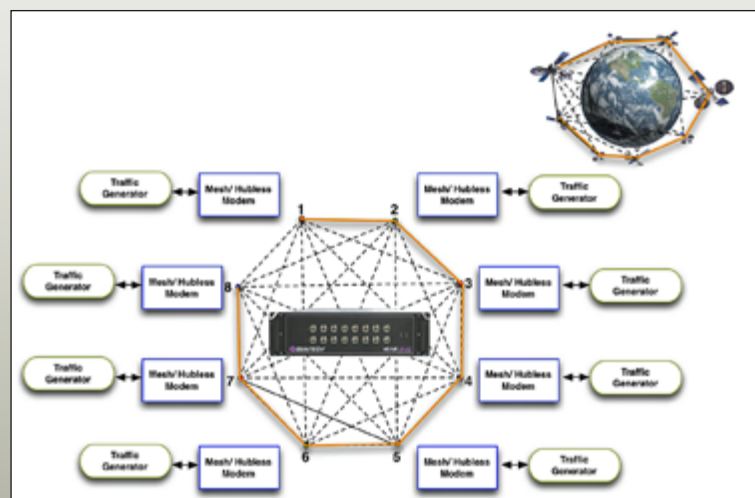 Traffic
Generator
Mesh/ Hubless
Modem
Mesh/ Hubless
Modem
Traffic
Generator
1
2
Traffic
Generator
Mesh/ Hubless
Modem
8
3
Mesh/ Hubless
Modem
Traffic
Generator
Traffic
Generator
Mesh/ Hubless
Modem
7
4
Mesh/ Hubless
Modem
Traffic
Generator
Traffic
Generator
Mesh/ Hubless
Modem
6
5
Mesh/ Hubless
Modem
Traffic
Generator